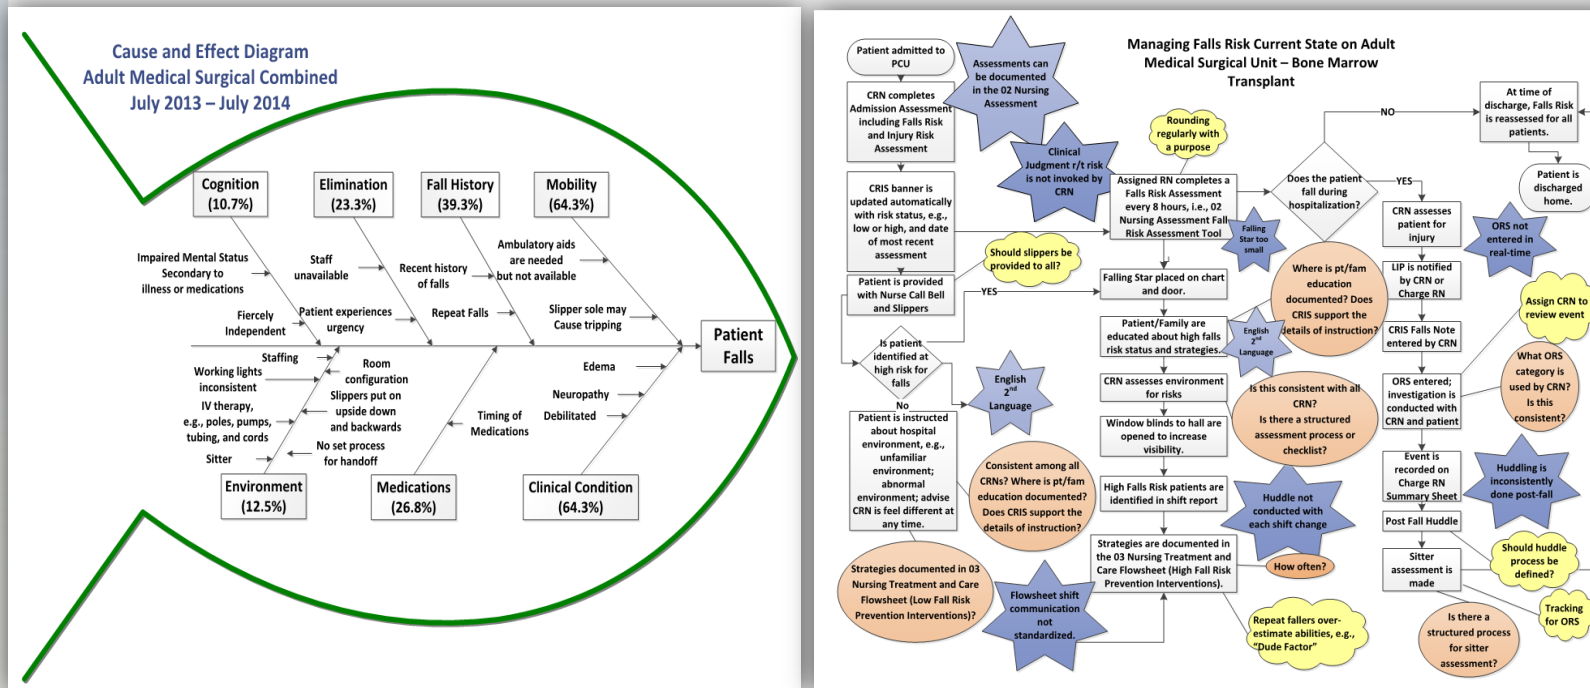 Cause and Effect Diagram
Adult Medical Surgical Combined
July 2013 – July 2014
Cognition
(10.7%)
Elimination
(23.3%)
Fall History
(39.3%)
Mobility
(64.3%)
Impaired Mental Status
Secondary to
illness or medications
Fiercely
Independent
Staff
unavailable
Patient experiences
urgency
Recent history
of falls
Repeat Falls
Ambulatory aids
are needed
but not available
Slipper sole may
Cause tripping
Patient
Falls
Staffing
Working lights
inconsistent
IV therapy,
e.g., poles, pumps,
tubing, and cords
Sitter
Room
configuration
Slippers put on
upside down
and backwards
No set process
for handoff
Timing of
Medications
Edema
Neuropathy
Debilitated
Environment
(12.5%)
Medications
(26.8%)
Clinical Condition
(64.3%)
Managing Falls Risk Current State on Adult
Medical Surgical Unit – Bone Marrow
Transplant
Patient admitted to
PCU
Assessments can
be documented
in the 02 Nursing
Assessment
CRN completes
Admission Assessment
including Falls Risk
and Injury Risk
Assessment
Clinical
Judgment r/t risk
is not invoked by
CRN
Rounding
regularly with
a purpose
CRIS banner is
updated automatically
with risk status, e.g.,
low or high, and date
of most recent
assessment
Assigned RN completes a
Falls Risk Assessment
every 8 hours, i.e., 02
Nursing Assessment Fall
Risk Assessment Tool
Falling
Star too
small
Should slippers be
provided to all?
Patient is provided
with Nurse Call Bell
and Slippers
YES
Falling Star placed on chart
and door.
Is patient
identified at
high risk for
falls
No
English
2nd
Language
Patient/Family are
educated about high falls
risk status and strategies.
English
2nd
Language
Where is pt/fam
education
documented? Does
CRIS support the
details of instruction?
CRN assesses environment
for risks
Is this consistent with all
CRN?
Is there a structured
assessment process or
checklist?
Patient is instructed
about hospital
environment, e.g.,
unfamiliar
environment;
abnormal
environment; advise
CRN is feel different at
any time.
Window blinds to hall are
opened to increase
visibility.
Consistent among all
CRNs? Where is pt/fam
education documented?
Does CRIS support the
details of instruction?
High Falls Risk patients are
identified in shift report
Huddle not
conducted with
each shift change
Strategies are documented in
the 03 Nursing Treatment and
Care Flowsheet (High Fall Risk
Prevention Interventions).
How often?
Strategies documented in 03
Nursing Treatment and Care
Flowsheet (Low Fall Risk
Prevention Interventions)?
Flowsheet shift
communication
not
standardized.
Repeat fallers over-
estimate abilities, e.g.,
“Dude Factor”
Does the patient
fall during
hospitalization?
NO
YES
At time of
discharge, Falls Risk
is reassessed for all
patients.
Patient is
discharged
home.
CRN assesses
patient for
injury
ORS not
entered in
real-time
LIP is notified
by CRN or
Charge RN
Assign CRN to
review event
CRIS Falls Note
entered by CRN
What ORS
category is
used by CRN?
Is this
consistent?
ORS entered;
investigation is
conducted with
CRN and patient
Event is
recorded on
Charge RN
Summary Sheet
Huddling is
inconsistently
done post-fall
Post Fall Huddle
Should huddle
process be
defined?
Sitter
assessment is
made
Tracking
for ORS
Is there a
structured process
for sitter
assessment?